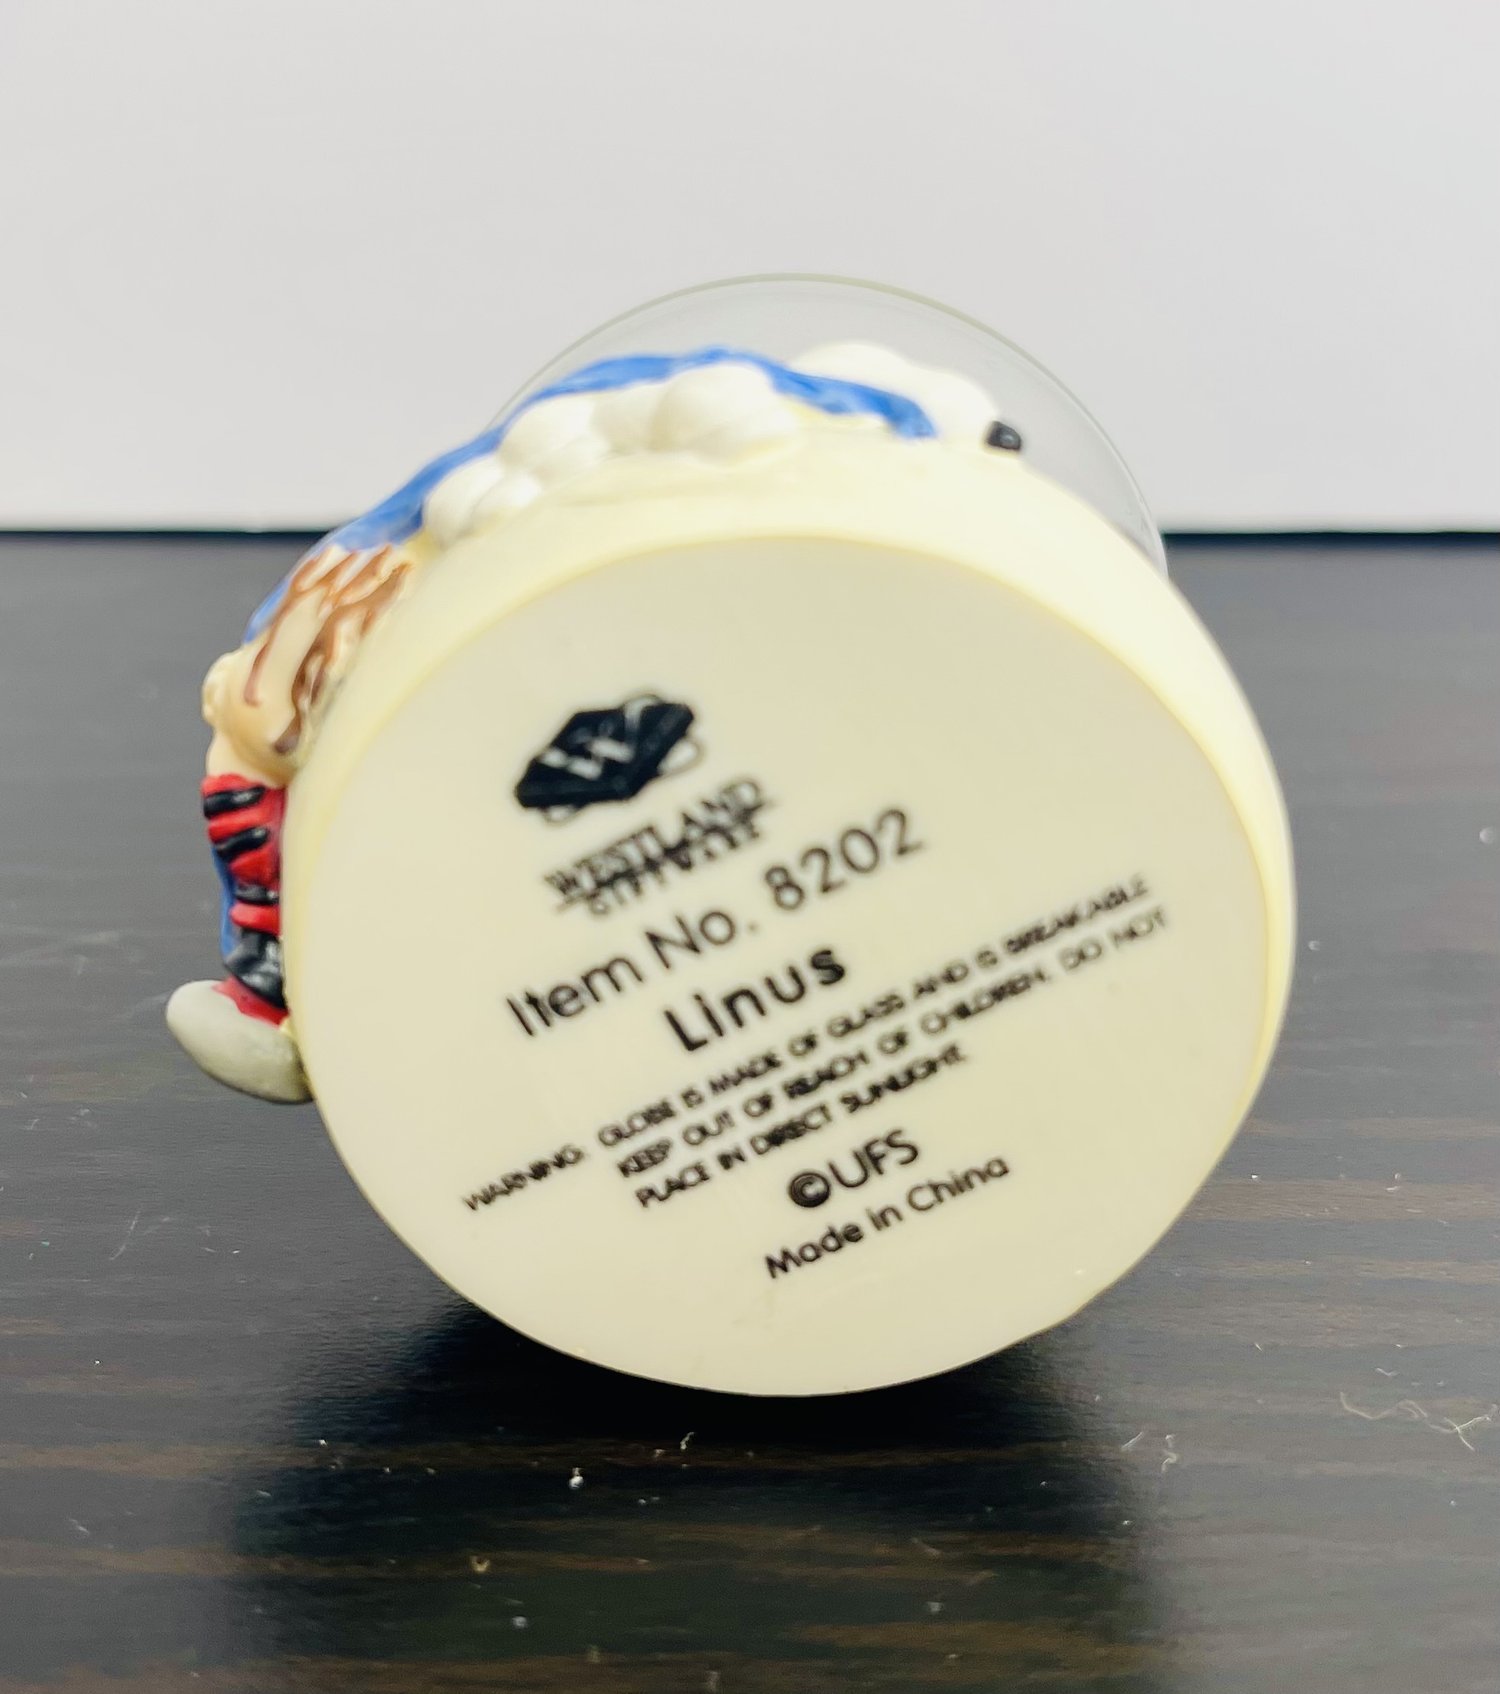 W
WESTLAND
GIFTWARE
Item No. 8202
Linus
WARNING: GLOBE IS MADE OF GLASS AND IS BREAKABLE
KEEP OUT OF REACH OF CHILDREN. DO NOT
PLACE IN DIRECT SUNLIGHT.
©UFS
Made in China